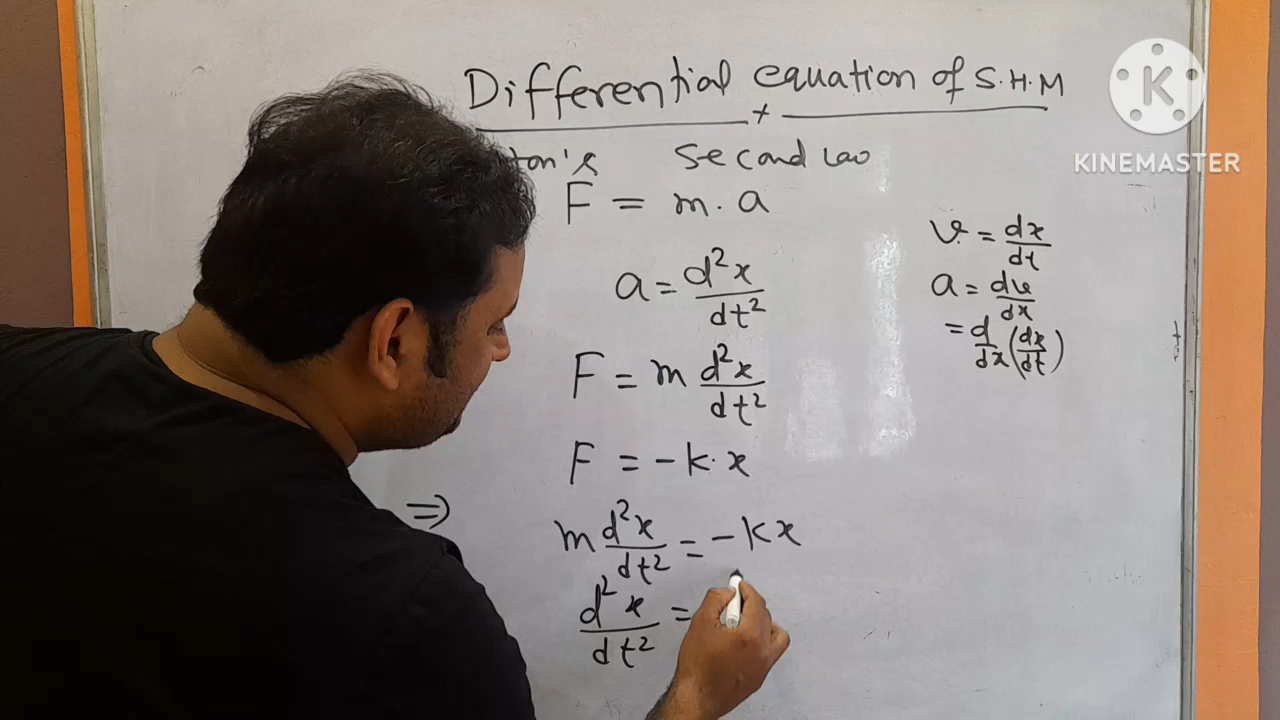 Differential equation of S.H.M
K
KINEMASTER
ton's second law
F = m . a
a = d²x/dt²
F = m d²x/dt²
F = -k.x
⇒
m d²x/dt² = -kx
d²x/dt² =
v = dx/dt
a = dv/dx
= d/dx (dx/dt)